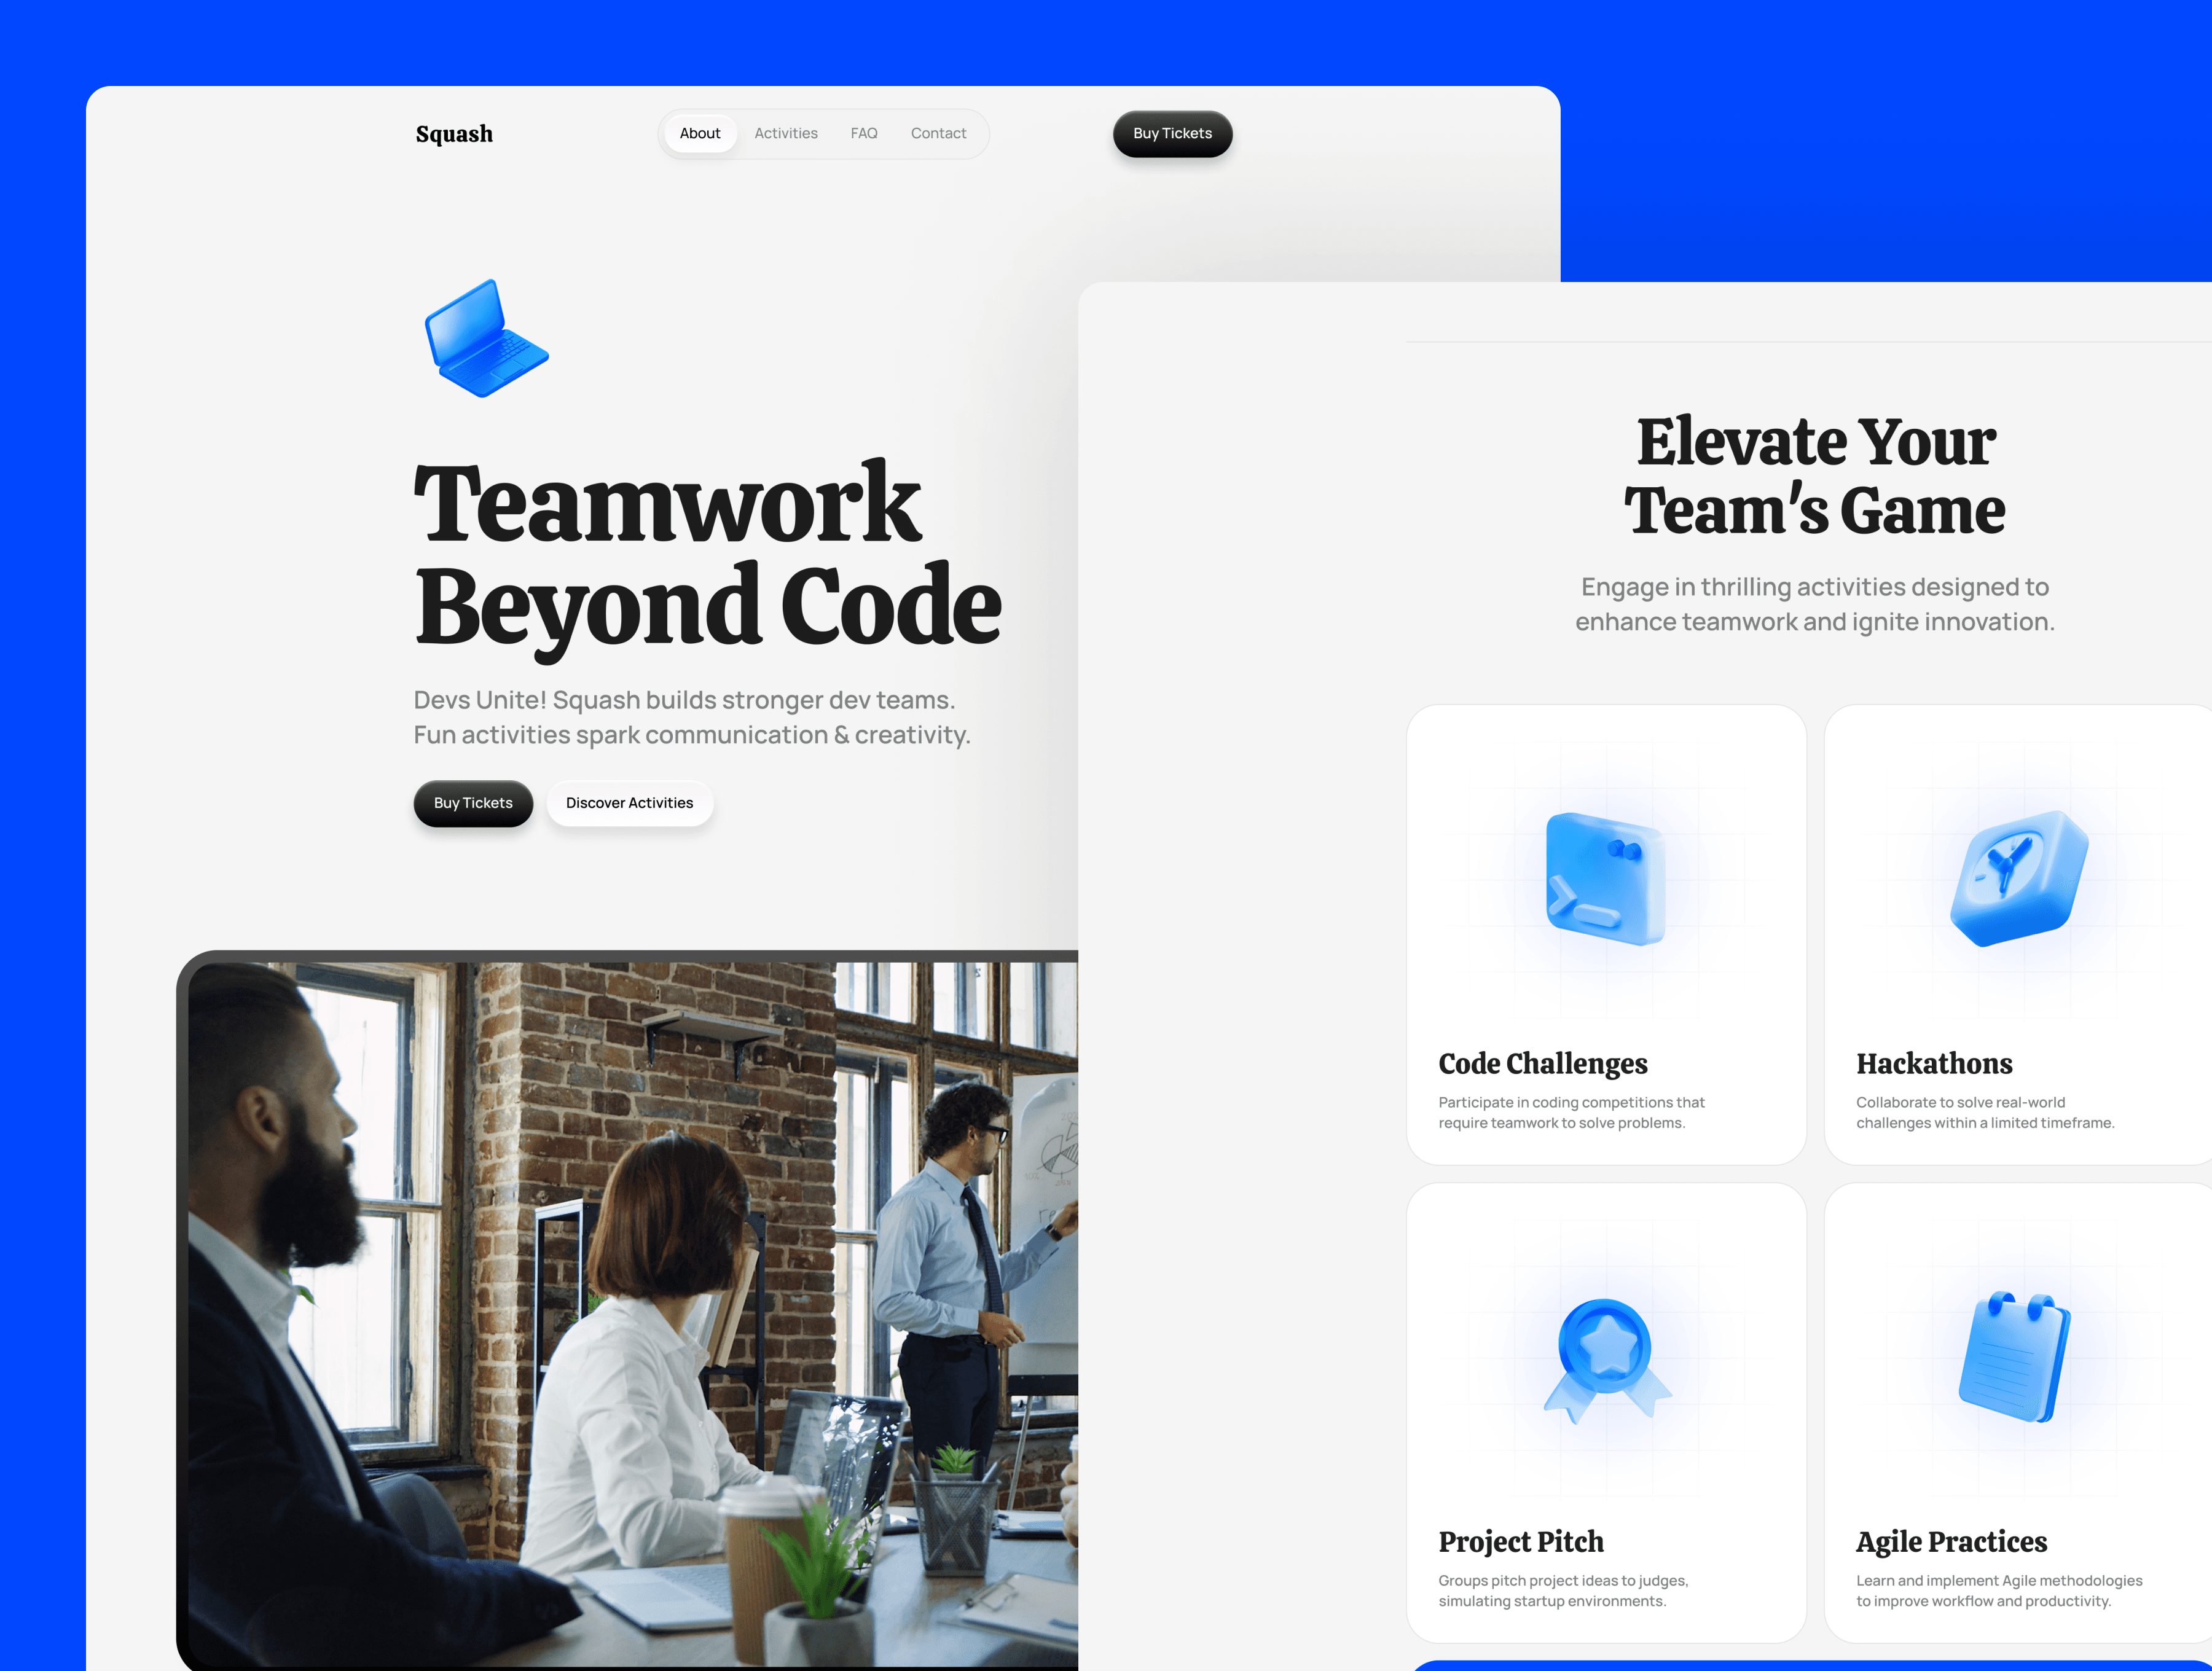 Squash
About
Activities
FAQ
Contact
Buy Tickets
Teamwork
Beyond Code
Devs Unite! Squash builds stronger dev teams.
Fun activities spark communication & creativity.
Buy Tickets
Discover Activities
Elevate Your
Team's Game
Engage in thrilling activities designed to
enhance teamwork and ignite innovation.
Code Challenges
Participate in coding competitions that
require teamwork to solve problems.
Hackathons
Collaborate to solve real-world
challenges within a limited timeframe.
Project Pitch
Groups pitch project ideas to judges,
simulating startup environments.
Agile Practices
Learn and implement Agile methodologies
to improve workflow and productivity.